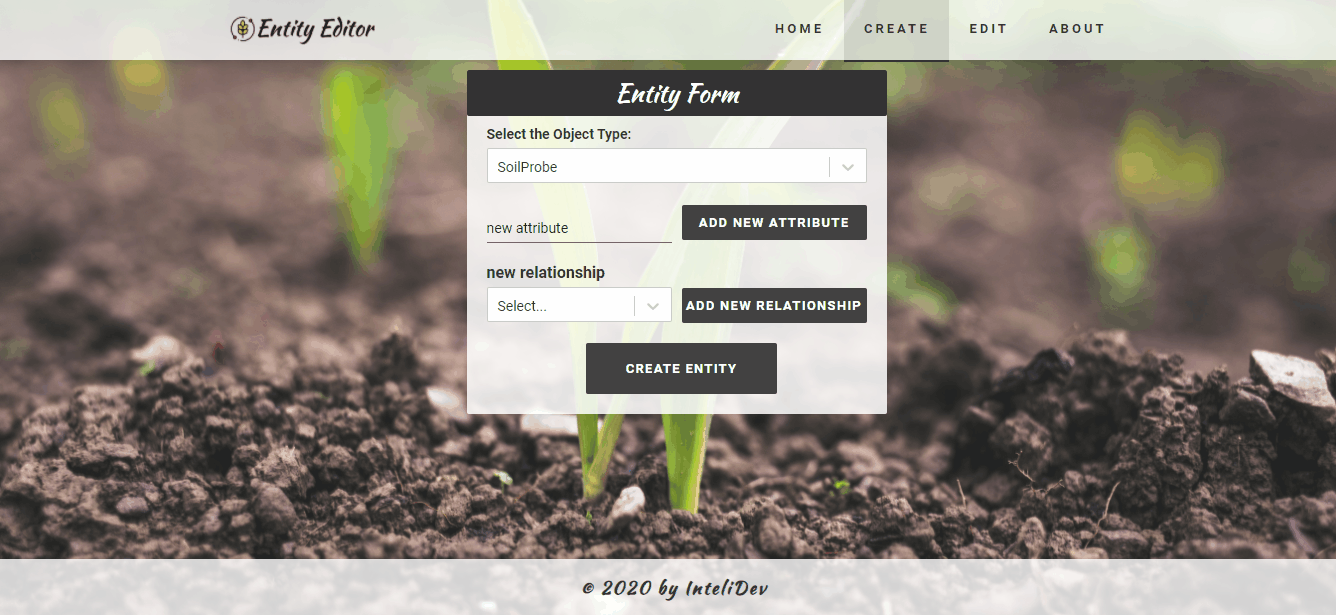 Entity Editor
HOME CREATE EDIT ABOUT
Entity Form
Select the Object Type:
SoilProbe
new attribute
ADD NEW ATTRIBUTE
new relationship
Select...
ADD NEW RELATIONSHIP
CREATE ENTITY
© 2020 by InteliDev